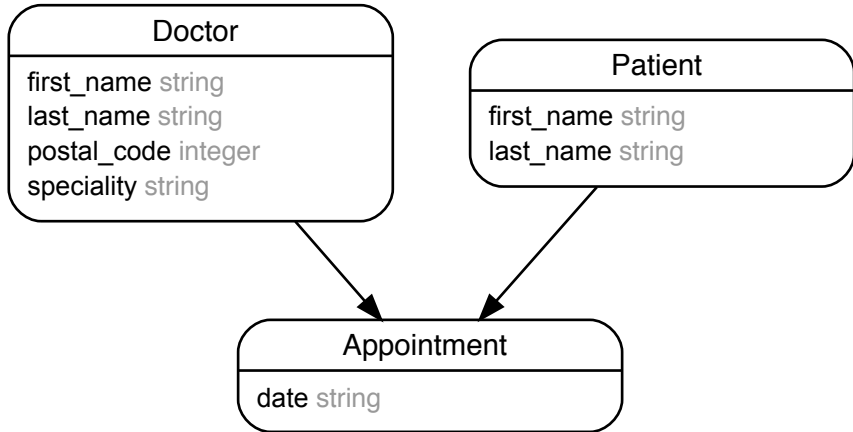 Doctor
first_name string
last_name string
postal_code integer
speciality string
Patient
first_name string
last_name string
Appointment
date string